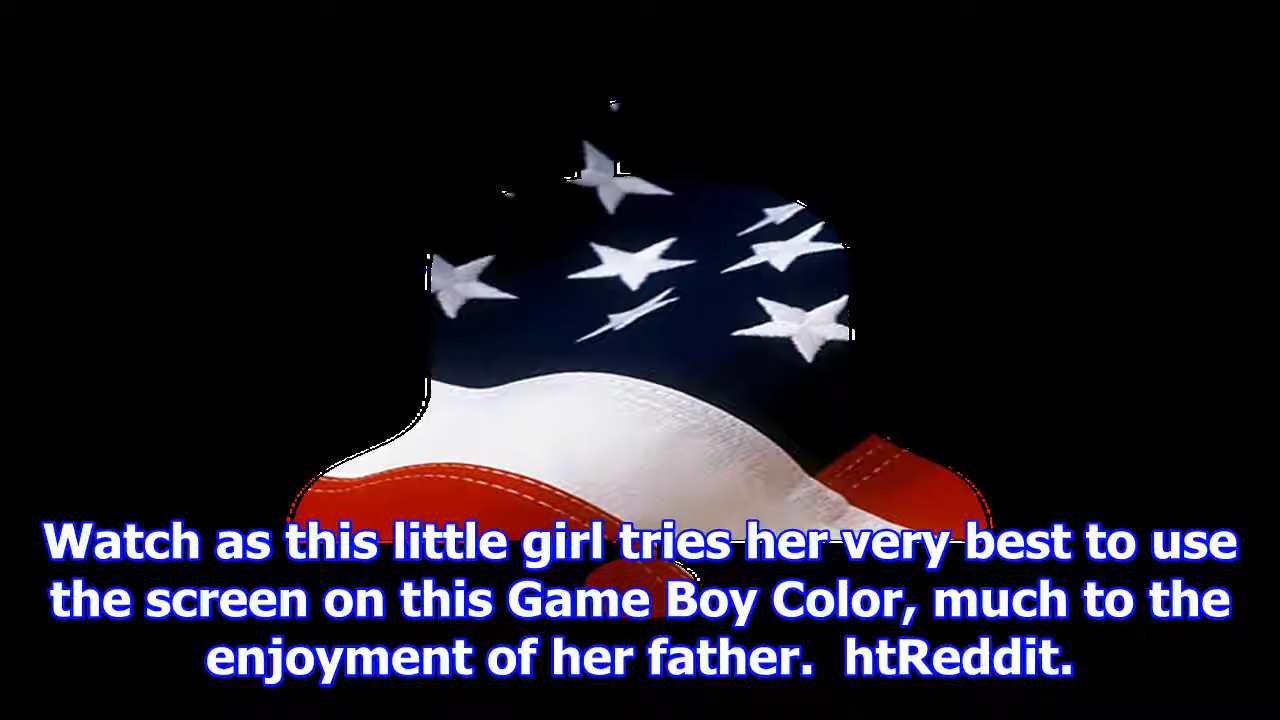 Watch as this little girl tries her very best to use
the screen on this Game Boy Color, much to the
enjoyment of her father.  htReddit.